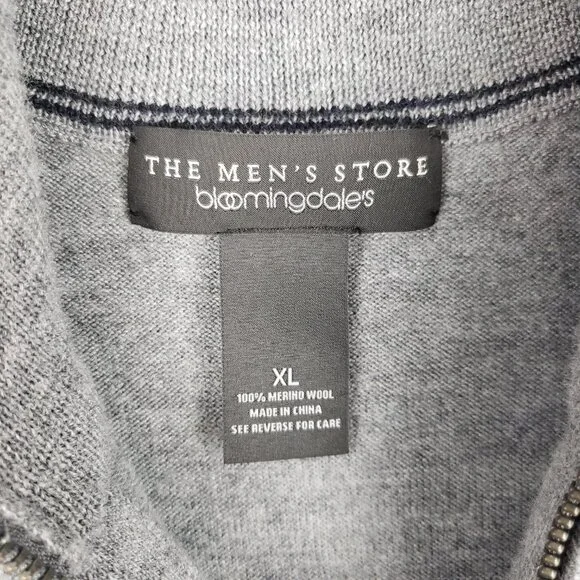 THE MEN'S STORE
bloomingdale's
XL
100% MERINO WOOL
MADE IN CHINA
SEE REVERSE FOR CARE